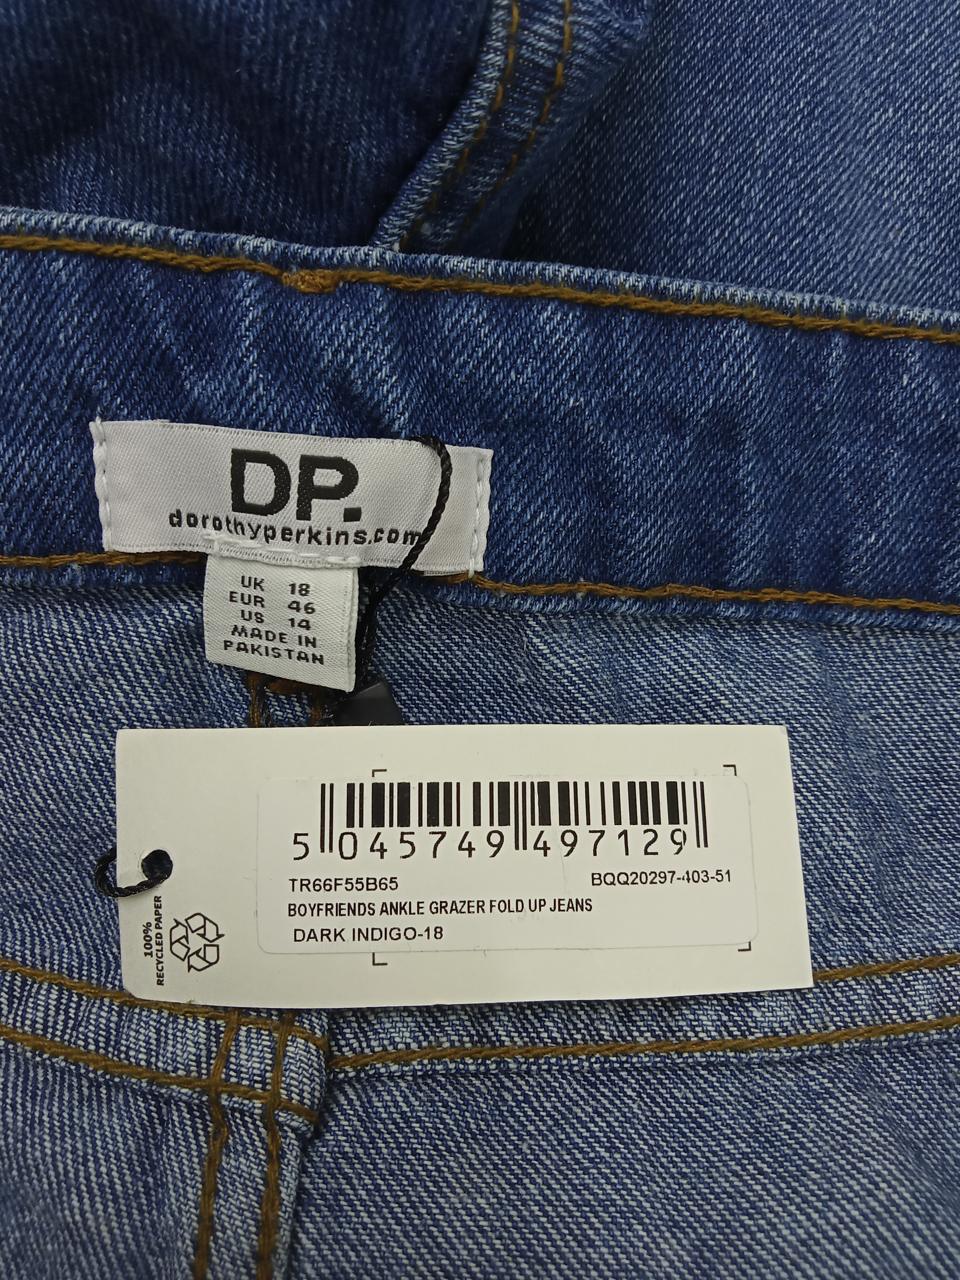 DP.
dorothyperkins.com
UK 18
EUR 46
US 14
MADE IN
PAKISTAN
5 045749 497129
TR66F55B65 BQQ20297-403-51
BOYFRIENDS ANKLE GRAZER FOLD UP JEANS
DARK INDIGO-18
100%
RECYCLED PAPER